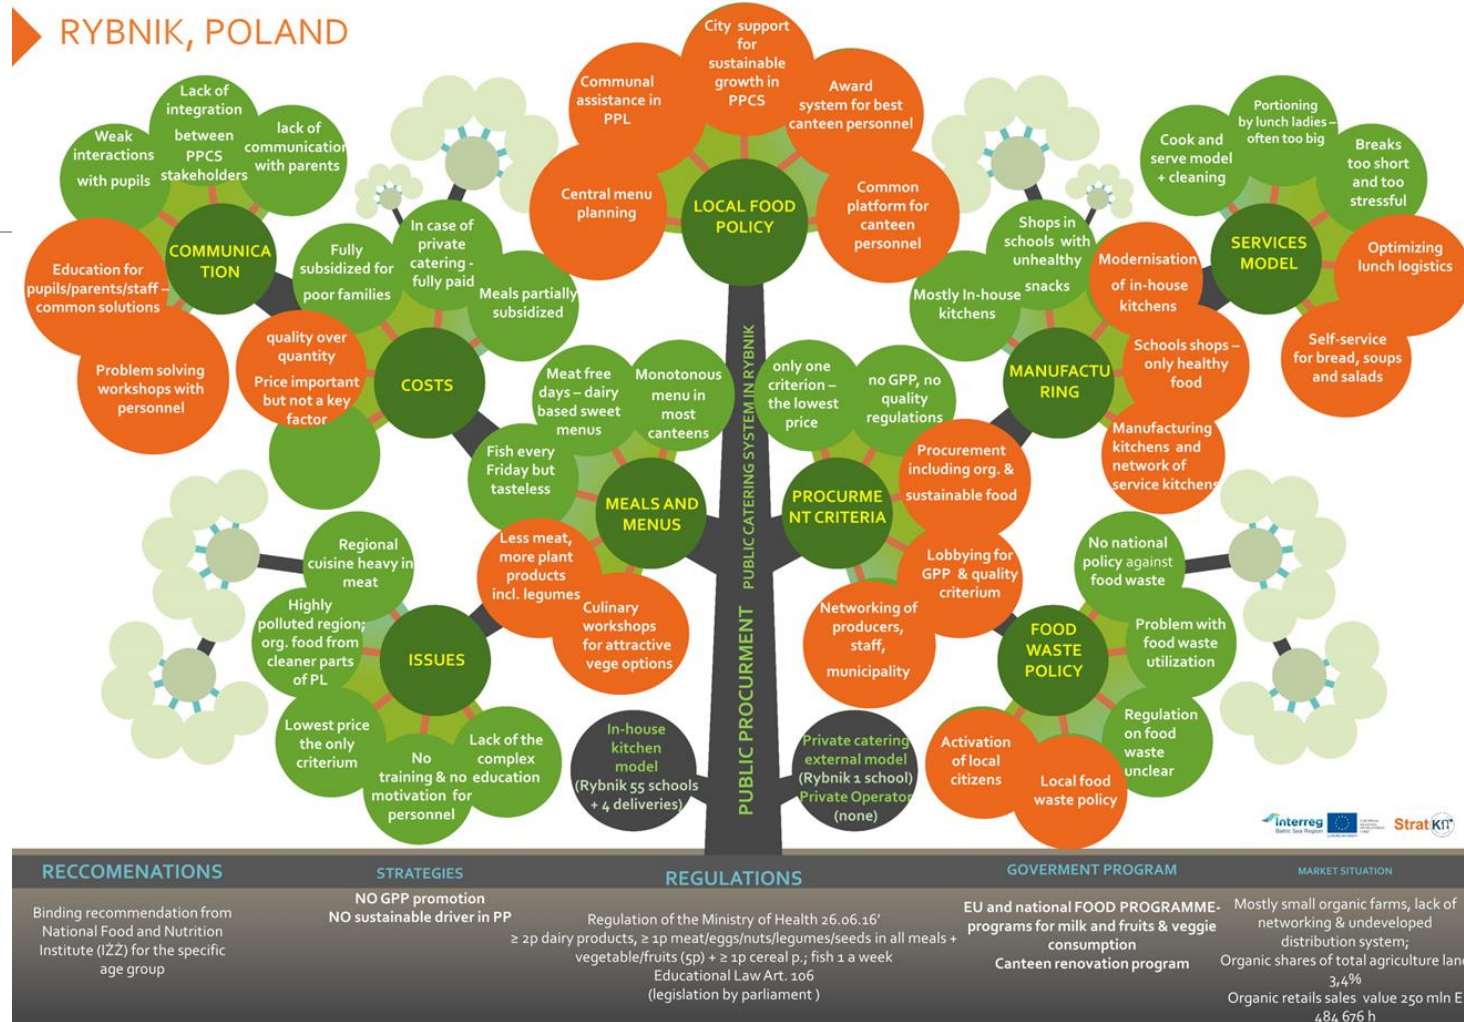 RYBNIK, POLAND
City support
for
sustainable
growth in
PPCS
Communal
assistance in
PPL
Award
system for best
canteen personnel
Central menu
planning
Common
platform for
canteen
personnel
LOCAL FOOD
POLICY
Lack of
integration
between
PPCS
stakeholders
Weak
interactions
with pupils
lack of
communication
with parents
COMMUNICA
TION
Education for
pupils/parents/staff –
common solutions
Problem solving
workshops with
personnel
Fully
subsidized for
poor families
In case of
private
catering -
fully paid
Meals partially
subsidized
quality over
quantity
Price important
but not a key
factor
COSTS
Meat free
days – dairy
based sweet
menus
Monotonous
menu in
most
canteens
Fish every
Friday but
tasteless
MEALS AND
MENUS
Less meat,
more plant
products
incl. legumes
Culinary
workshops
for attractive
vege options
Regional
cuisine heavy in
meat
Highly
polluted region;
org. food from
cleaner parts
of PL
ISSUES
Lowest price
the only
criterium
No
training & no
motivation for
personnel
Lack of the
complex
education
In-house
kitchen
model
(Rybnik 55 schools
+ 4 deliveries)
PUBLIC PROCURMENT
PUBLIC CATERING SYSTEM IN RYBNIK
Private catering
external model
(Rybnik 1 school)
Private Operator
(none)
only one
criterion –
the lowest
price
no GPP, no
quality
regulations
PROCURME
NT CRITERIA
Procurement
including org. &
sustainable food
Lobbying for
GPP & quality
criterium
Networking of
producers,
staff,
municipality
Mostly In-house
kitchens
Shops in
schools with
unhealthy
snacks
Modernisation
of in-house
kitchens
MANUFACTU
RING
Schools shops –
only healthy
food
Manufacturing
kitchens and
network of
service kitchens
Cook and
serve model
+ cleaning
Portioning
by lunch ladies –
often too big
Breaks
too short
and too
stressful
SERVICES
MODEL
Optimizing
lunch logistics
Self-service
for bread, soups
and salads
No national
policy against
food waste
Problem with
food waste
utilization
FOOD
WASTE
POLICY
Regulation
on food
waste
unclear
Activation
of local
citizens
Local food
waste policy
Interreg
Baltic Sea Region
StratKIT
RECCOMENATIONS
Binding recommendation from
National Food and Nutrition
Institute (IŻŻ) for the specific
age group
STRATEGIES
NO GPP promotion
NO sustainable driver in PP
REGULATIONS
Regulation of the Ministry of Health 26.06.16’
≥ 2p dairy products, ≥ 1p meat/eggs/nuts/legumes/seeds in all meals +
vegetable/fruits (5p) + ≥ 1p cereal p.; fish 1 a week
Educational Law Art. 106
(legislation by parliament )
GOVERMENT PROGRAM
EU and national FOOD PROGRAMME-
programs for milk and fruits & veggie
consumption
Canteen renovation program
MARKET SITUATION
Mostly small organic farms, lack of
networking & undeveloped
distribution system;
Organic shares of total agriculture land
3,4%
Organic retails sales value 250 mln E
484 676 h